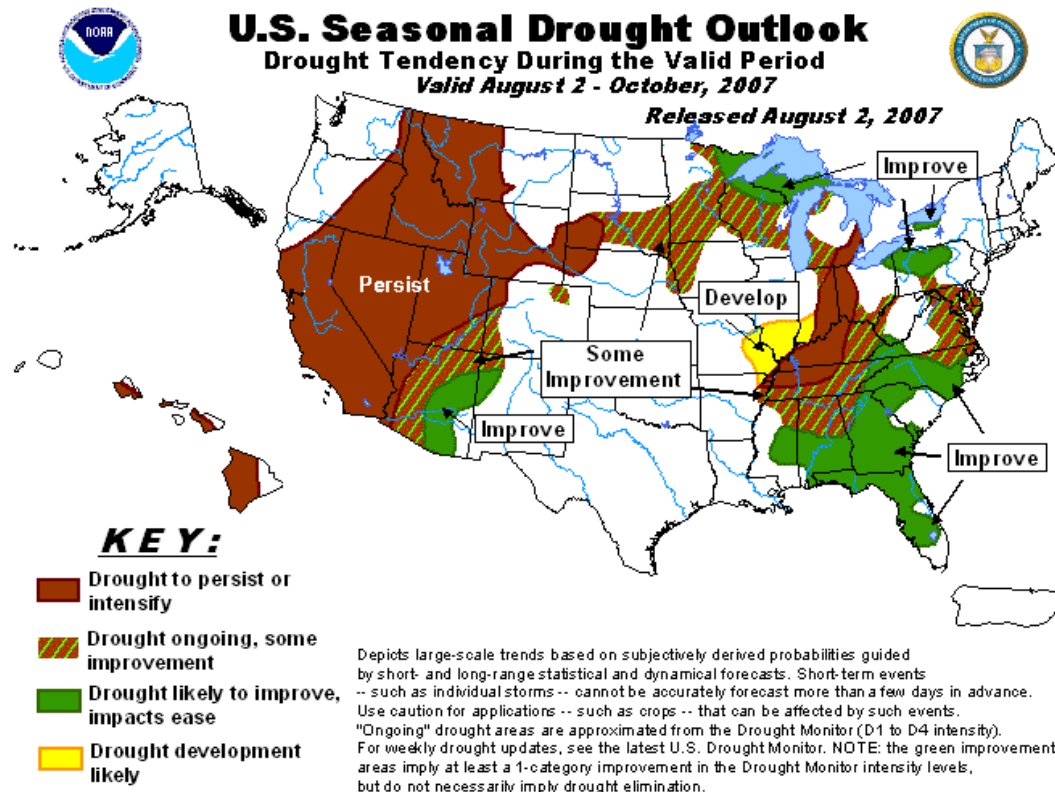 NOAA
U.S. Seasonal Drought Outlook
Drought Tendency During the Valid Period
Valid August 2 - October, 2007
Released August 2, 2007
Improve
Persist
Develop
Some
Improvement
Improve
Improve
KEY:
Drought to persist or
intensify
Drought ongoing, some
improvement
Drought likely to improve,
impacts ease
Drought development
likely
Depicts large-scale trends based on subjectively derived probabilities guided
by short- and long-range statistical and dynamical forecasts. Short-term events
-- such as individual storms -- cannot be accurately forecast more than a few days in advance.
Use caution for applications -- such as crops -- that can be affected by such events.
"Ongoing" drought areas are approximated from the Drought Monitor (D1 to D4 intensity).
For weekly drought updates, see the latest U.S. Drought Monitor. NOTE: the green improvement
areas imply at least a 1-category improvement in the Drought Monitor intensity levels,
but do not necessarily imply drought elimination.